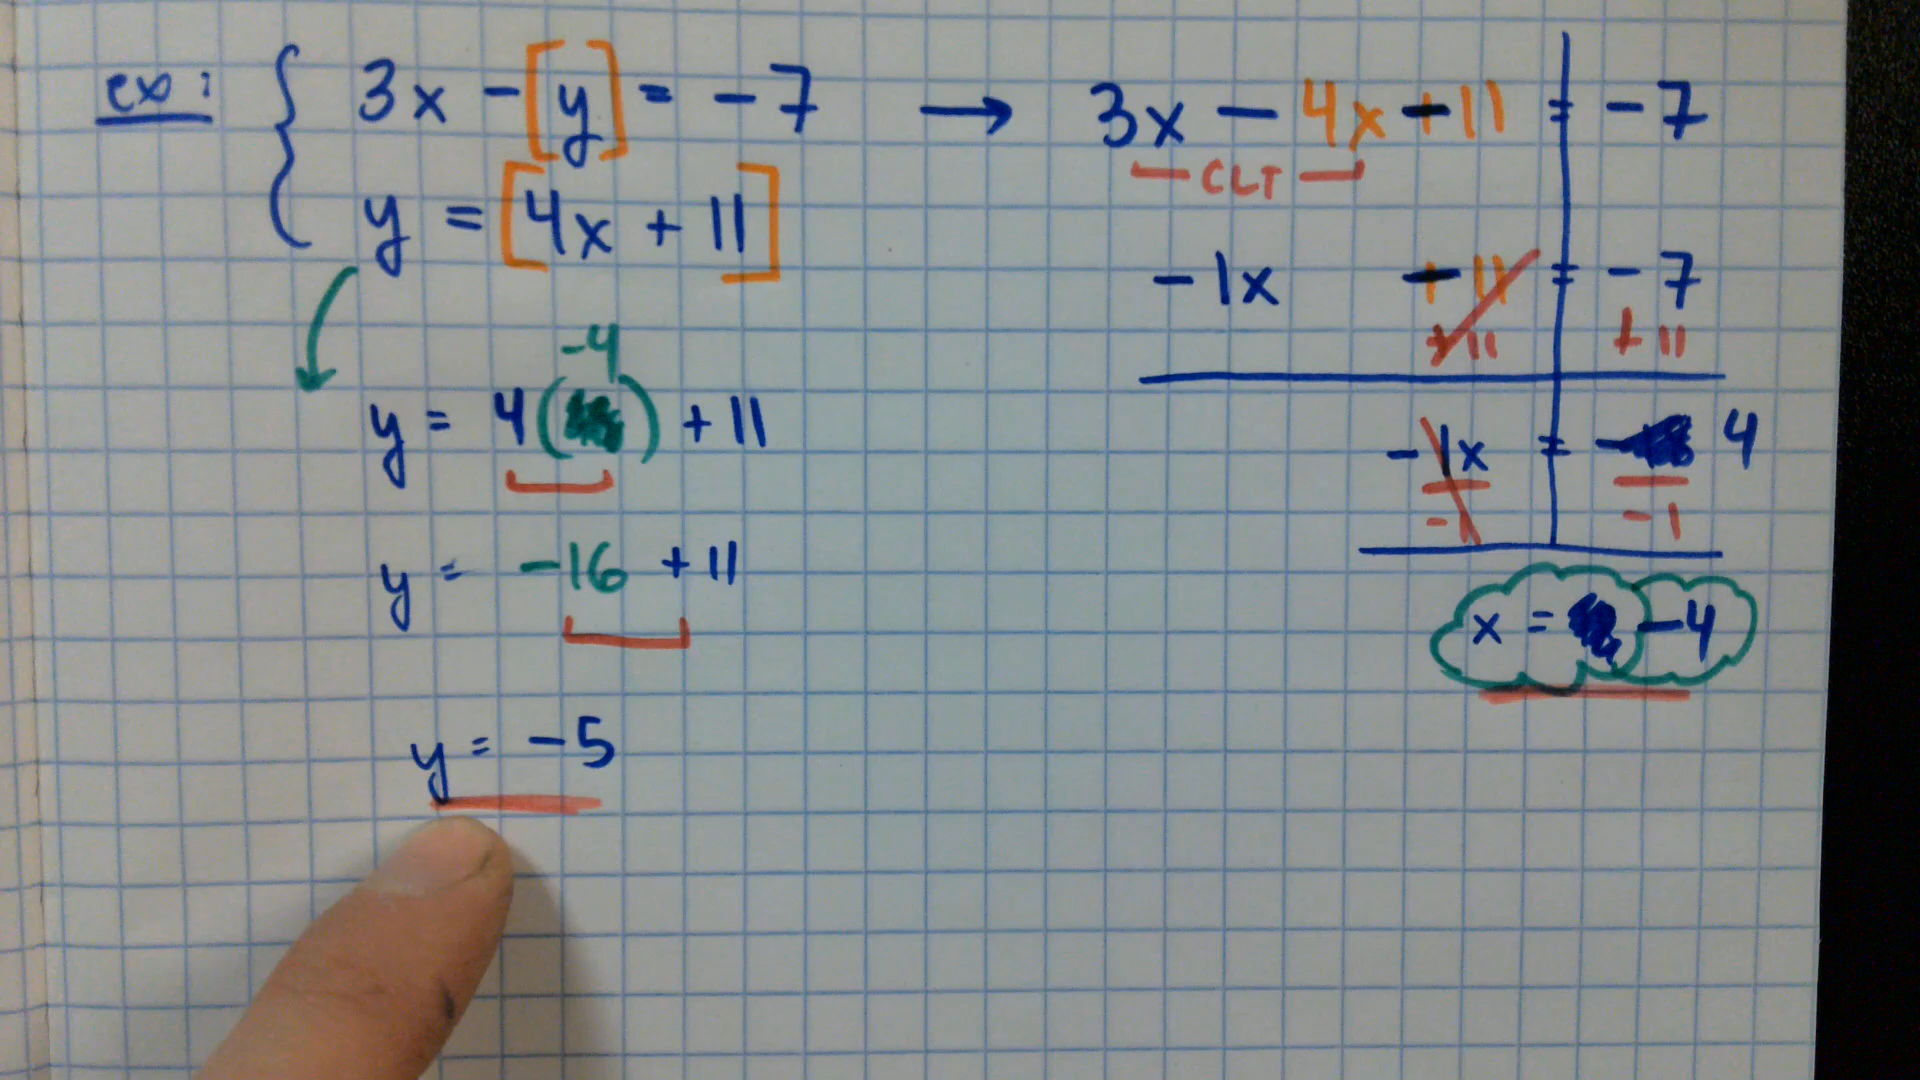 ex: 3x - [y] = -7 → 3x - 4x - 11 = -7
CLT
y = [4x + 11]
-1x - 11 = -7
+11 +11
-4
y = 4( ) + 11
-1x = 4
-1 -1
y = -16 + 11
x = -4
y = -5